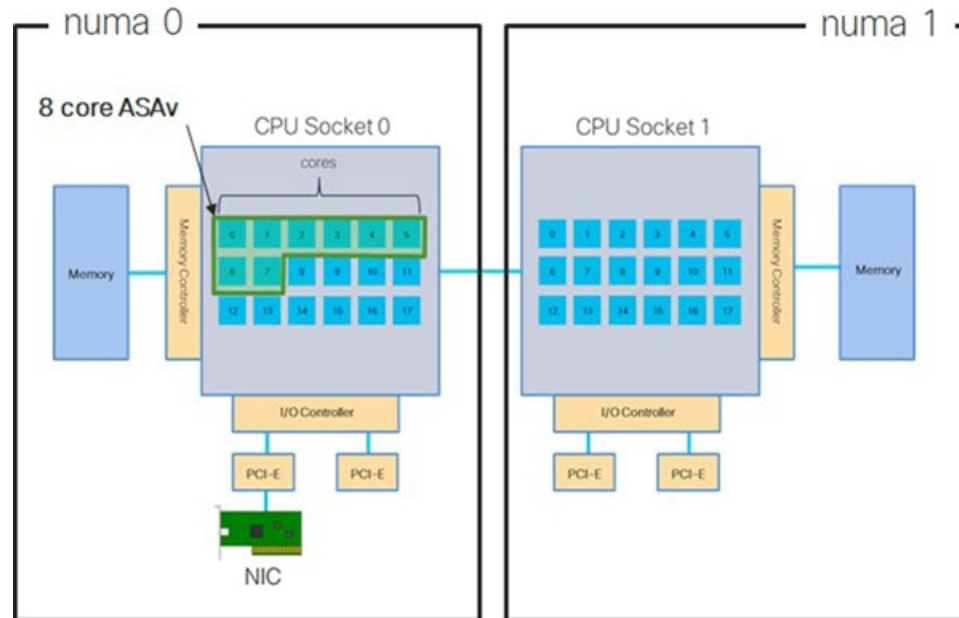 numa 0
numa 1
8 core ASAv
CPU Socket 0
CPU Socket 1
cores
0 1 2 3 4 5
6 7 8 9 10 11
12 13 14 15 16 17
0 1 2 3 4 5
6 7 8 9 10 11
12 13 14 15 16 17
Memory
Memory Controller
Memory Controller
Memory
I/O Controller
I/O Controller
PCI-E
PCI-E
PCI-E
PCI-E
NIC